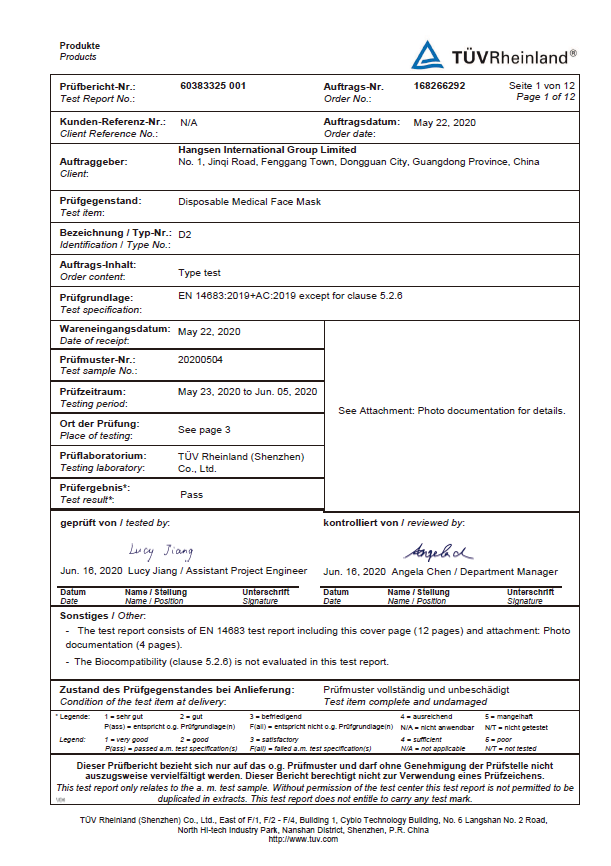 Produkte
Products
TÜVRheinland®
Prüfbericht-Nr.: 60383325 001 Auftrags-Nr. 168266292 Seite 1 von 12
Test Report No.: Order No.: Page 1 of 12
Kunden-Referenz-Nr.: N/A Auftragsdatum: May 22, 2020
Client Reference No.: Order date:
Hangsen International Group Limited
Auftraggeber: No. 1, Jinqi Road, Fenggang Town, Dongguan City, Guangdong Province, China
Client:
Prüfgegenstand: Disposable Medical Face Mask
Test item:
Bezeichnung / Typ-Nr.: D2
Identification / Type No.:
Auftrags-Inhalt: Type test
Order content:
Prüfgrundlage: EN 14683:2019+AC:2019 except for clause 5.2.6
Test specification:
Wareneingangsdatum: May 22, 2020
Date of receipt:
Prüfmuster-Nr.: 20200504
Test sample No.:
Prüfzeitraum: May 23, 2020 to Jun. 05, 2020
Testing period:
See Attachment: Photo documentation for details.
Ort der Prüfung: See page 3
Place of testing:
Prüflaboratorium: TÜV Rheinland (Shenzhen)
Testing laboratory: Co., Ltd.
Prüfergebnis*: Pass
Test result*:
geprüft von / tested by: kontrolliert von / reviewed by:
Lucy Jiang Angela d
Jun. 16, 2020 Lucy Jiang / Assistant Project Engineer Jun. 16, 2020 Angela Chen / Department Manager
Datum Name / Stellung Unterschrift Datum Name / Stellung Unterschrift
Date Name / Position Signature Date Name / Position Signature
Sonstiges / Other:
- The test report consists of EN 14683 test report including this cover page (12 pages) and attachment: Photo
documentation (4 pages).
- The Biocompatibility (clause 5.2.6) is not evaluated in this test report.
Zustand des Prüfgegenstandes bei Anlieferung: Prüfmuster vollständig und unbeschädigt
Condition of the test item at delivery: Test item complete and undamaged
* Legende: 1 = sehr gut 2 = gut 3 = befriedigend 4 = ausreichend 5 = mangelhaft
P(ass) = entspricht o.g. Prüfgrundlage(n) F(ail) = entspricht nicht o.g. Prüfgrundlage(n) N/A = nicht anwendbar N/T = nicht getestet
Legend: 1 = very good 2 = good 3 = satisfactory 4 = sufficient 5 = poor
P(ass) = passed a.m. test specification(s) F(ail) = failed a.m. test specification(s) N/A = not applicable N/T = not tested
Dieser Prüfbericht bezieht sich nur auf das o.g. Prüfmuster und darf ohne Genehmigung der Prüfstelle nicht
auszugsweise vervielfältigt werden. Dieser Bericht berechtigt nicht zur Verwendung eines Prüfzeichens.
This test report only relates to the a. m. test sample. Without permission of the test center this test report is not permitted to be
duplicated in extracts. This test report does not entitle to carry any test mark.
TÜV Rheinland (Shenzhen) Co., Ltd., East of F/1, F/2 - F/4, Building 1, Cybio Technology Building, No. 6 Langshan No. 2 Road,
North Hi-tech Industry Park, Nanshan District, Shenzhen, P.R. China
http://www.tuv.com